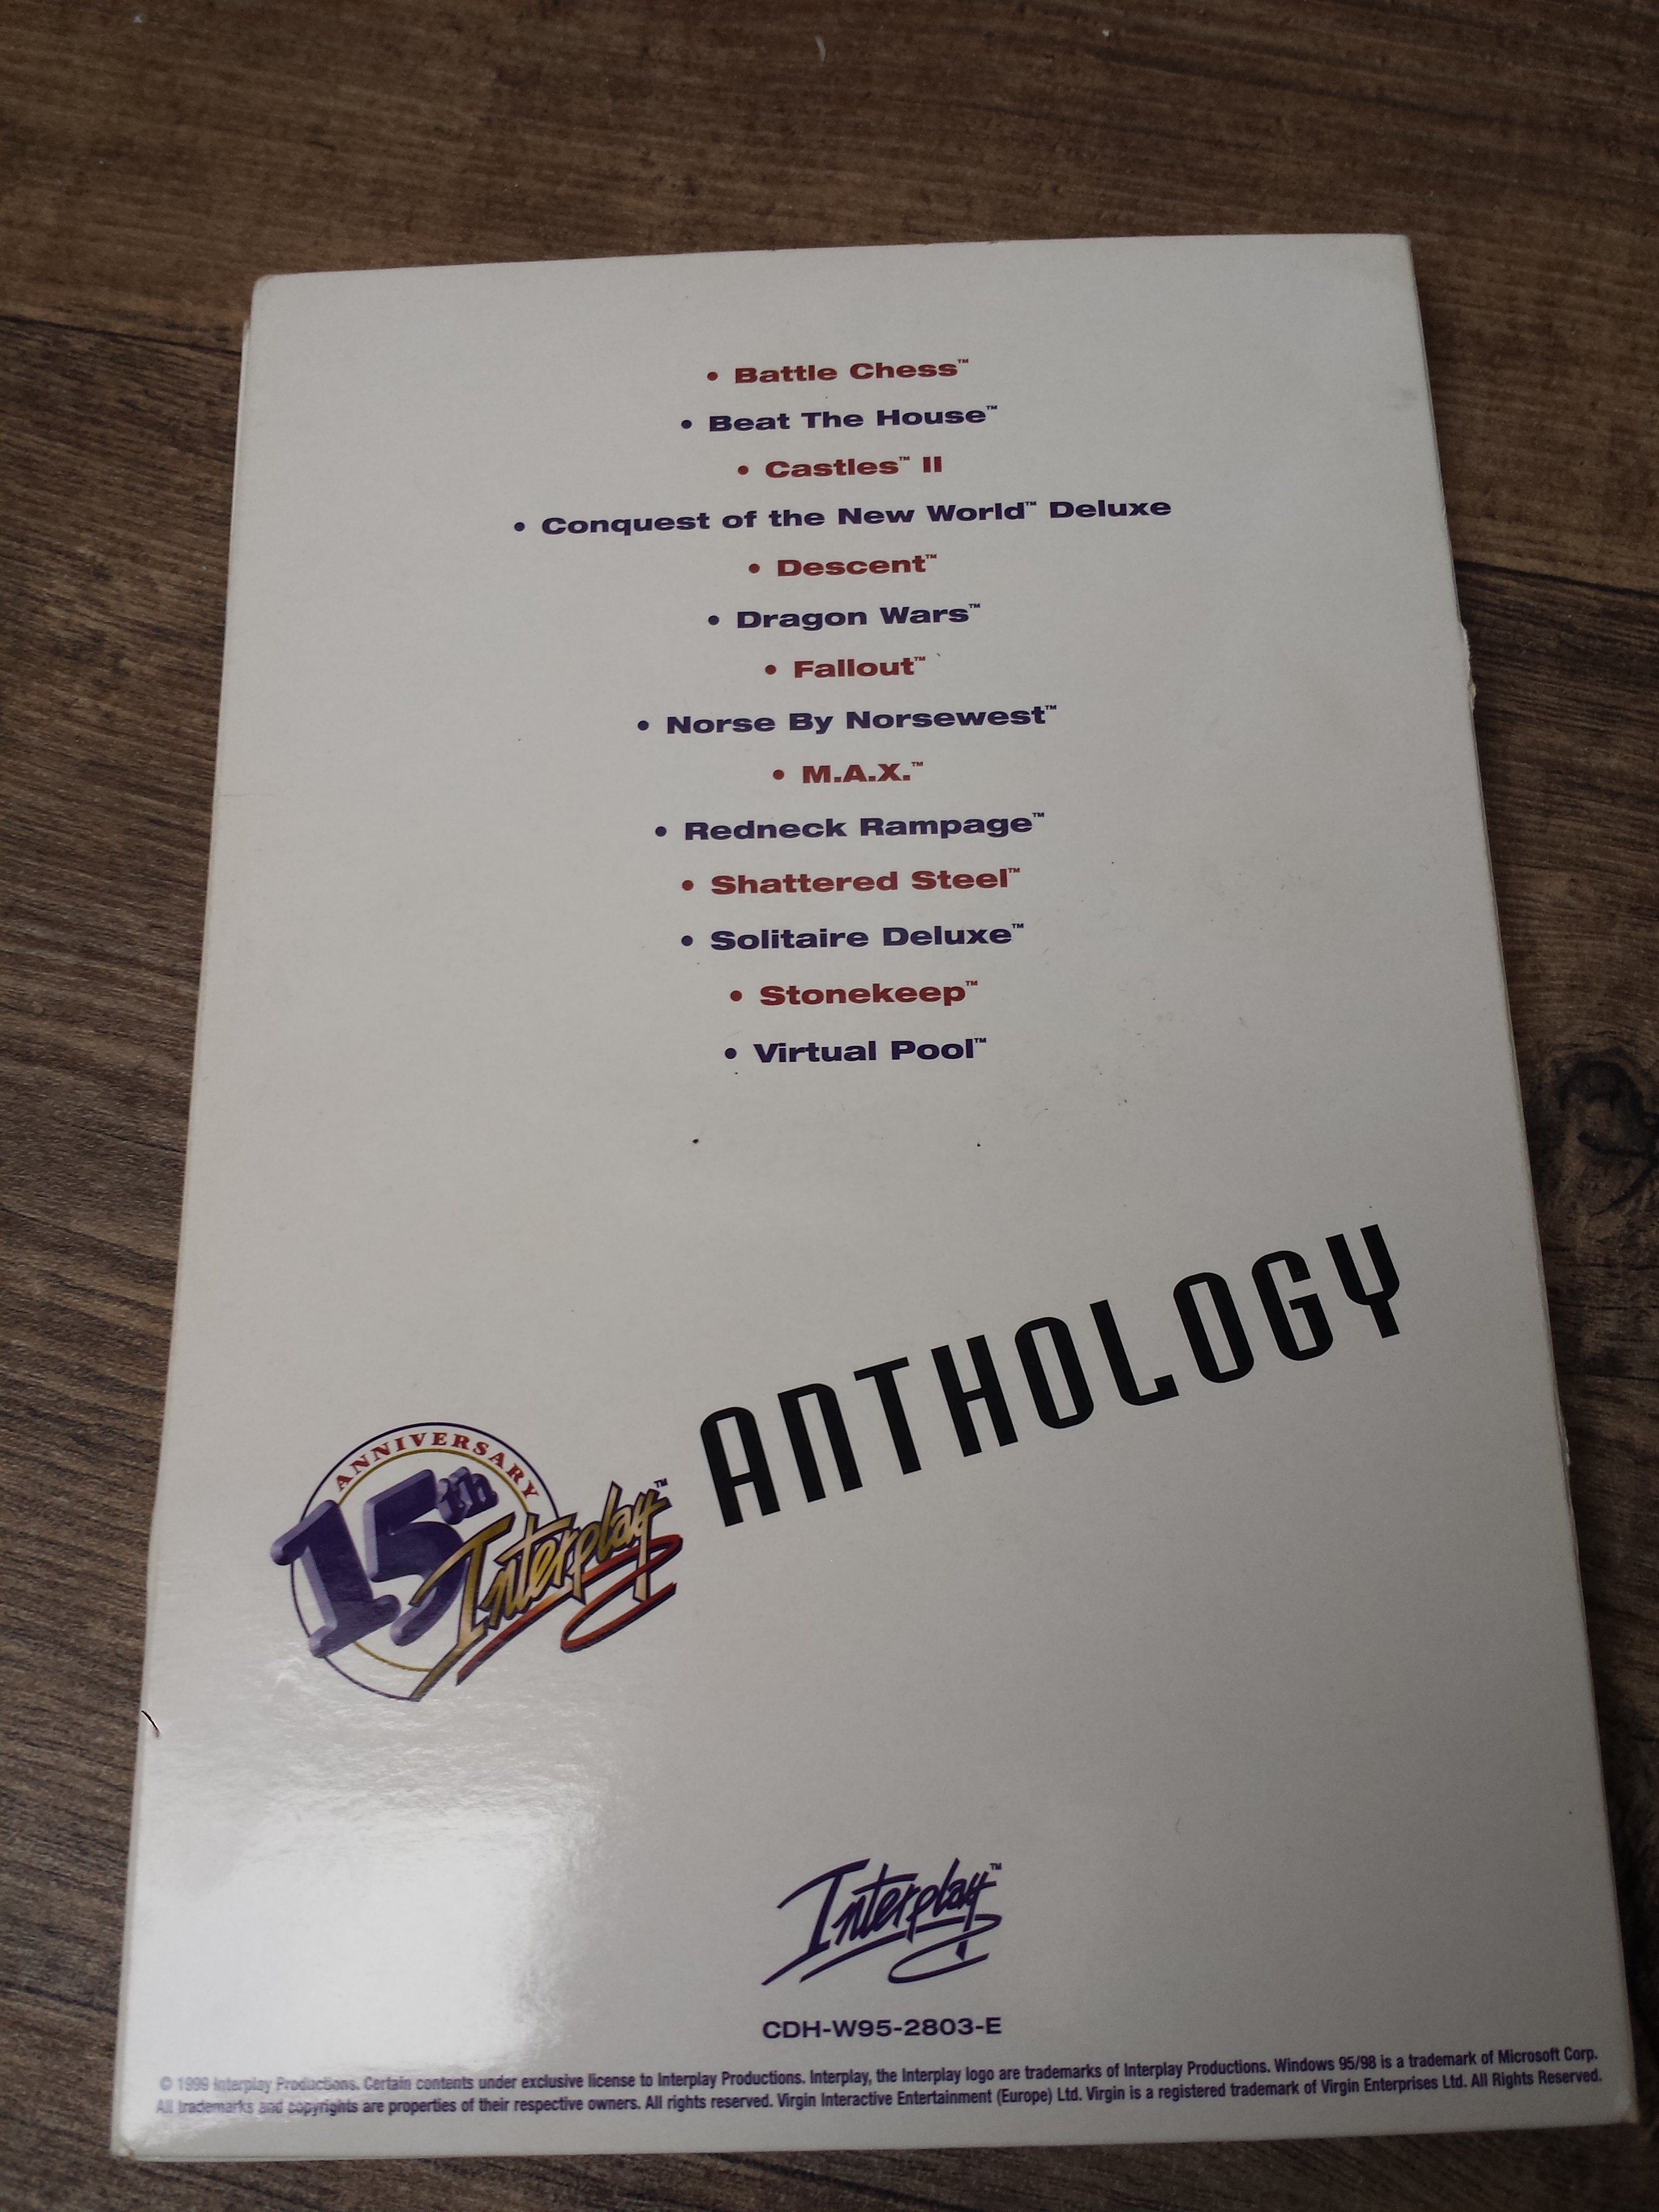 • Battle Chess™
• Beat The House™
• Castles™ II
• Conquest of the New World™ Deluxe
• Descent™
• Dragon Wars™
• Fallout™
• Norse By Norsewest™
• M.A.X.™
• Redneck Rampage™
• Shattered Steel™
• Solitaire Deluxe™
• Stonekeep™
• Virtual Pool™
ANTHOLOGY
ANNIVERSARY
15th
Interplay™
Interplay™
CDH-W95-2803-E
© 1999 Interplay Productions. Certain contents under exclusive license to Interplay Productions. Interplay, the Interplay logo are trademarks of Interplay Productions. Windows 95/98 is a trademark of Microsoft Corp.
All trademarks and copyrights are properties of their respective owners. All rights reserved. Virgin Interactive Entertainment (Europe) Ltd. Virgin is a registered trademark of Virgin Enterprises Ltd. All Rights Reserved.